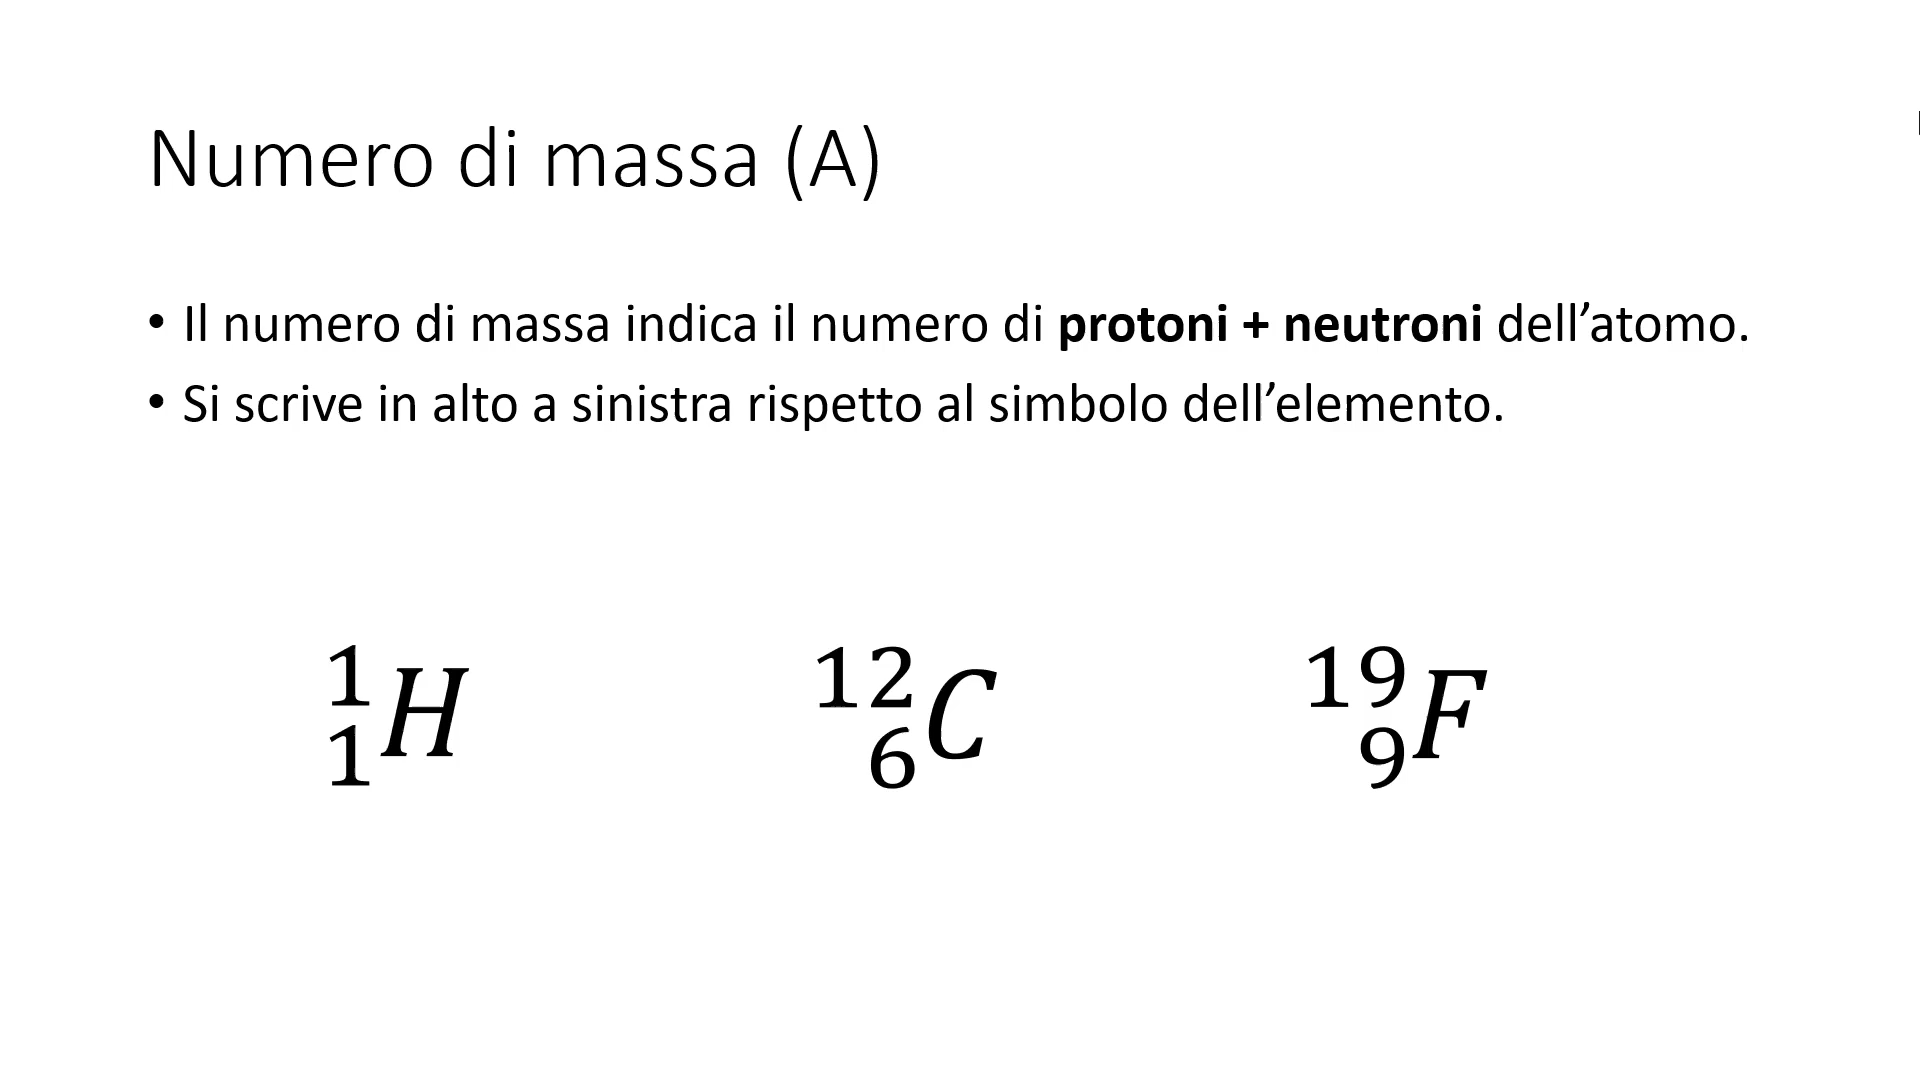 Numero di massa (A)
• Il numero di massa indica il numero di protoni + neutroni dell’atomo.
• Si scrive in alto a sinistra rispetto al simbolo dell’elemento.
¹₁H ¹²₆C ¹⁹₉F